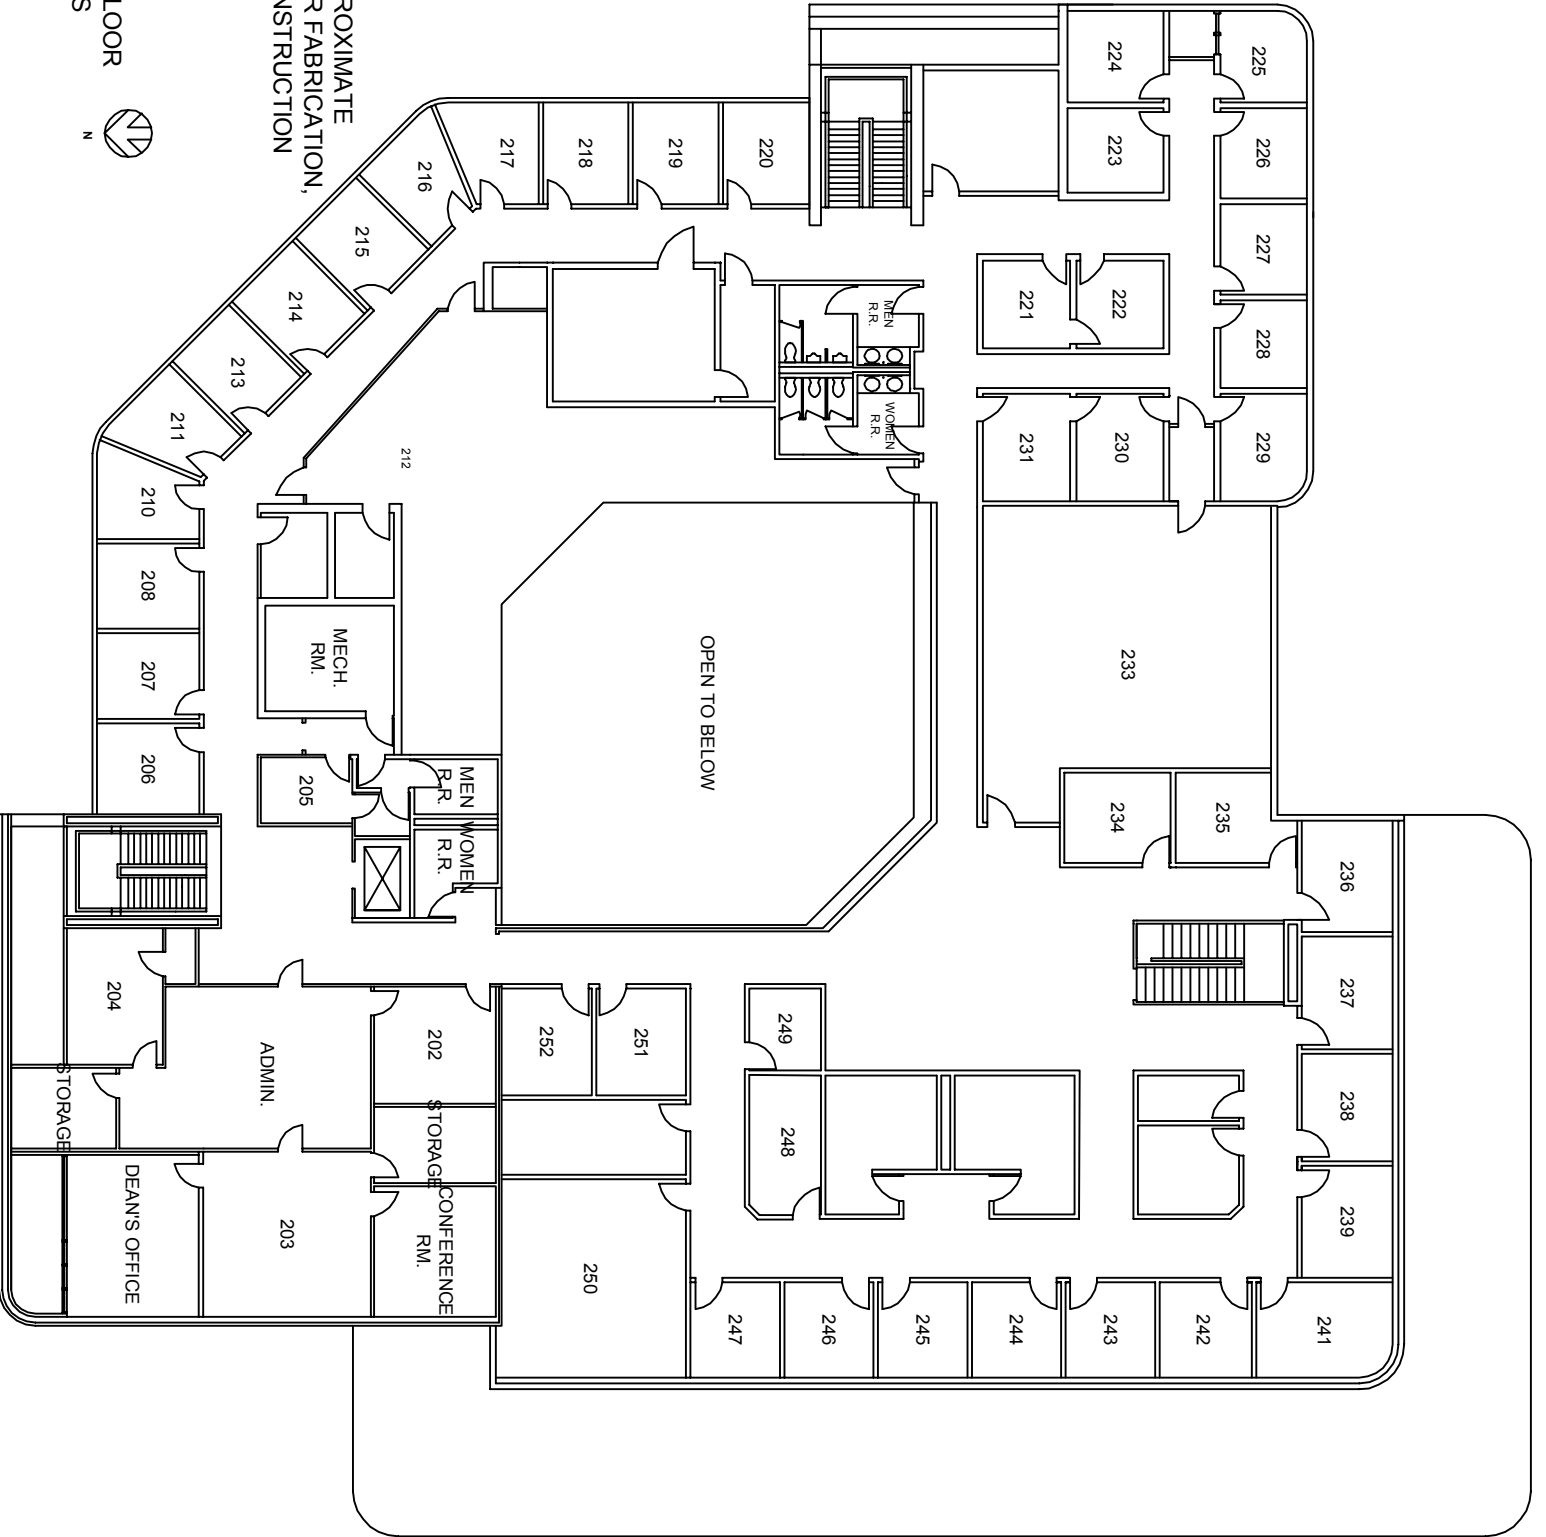 ROXIMATE
R FABRICATION,
NSTRUCTION
LOOR
S
N
225
224
226
223
227
222
221
228
229
230
231
220
219
218
217
216
215
214
213
211
212
210
208
207
206
MEN
R.R.
WOMEN
R.R.
MECH.
RM.
205
MEN
R.R.
WOMEN
R.R.
OPEN TO BELOW
233
235
234
236
237
238
239
241
242
243
244
245
246
247
248
249
250
251
252
202
204
ADMIN.
STORAGE
STORAGE
203
DEAN'S OFFICE
CONFERENCE
RM.